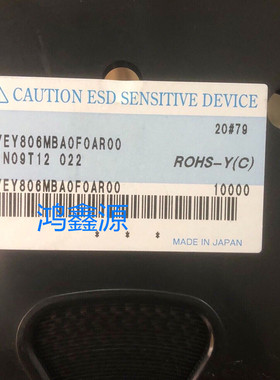 CAUTION ESD SENSITIVE DEVICE
20#79
VEY806MBA0F0AR00
N09T12 022
ROHS-Y(C)
VEY806MBA0F0AR00
10000
鸿鑫源
* * *
MADE IN JAPAN